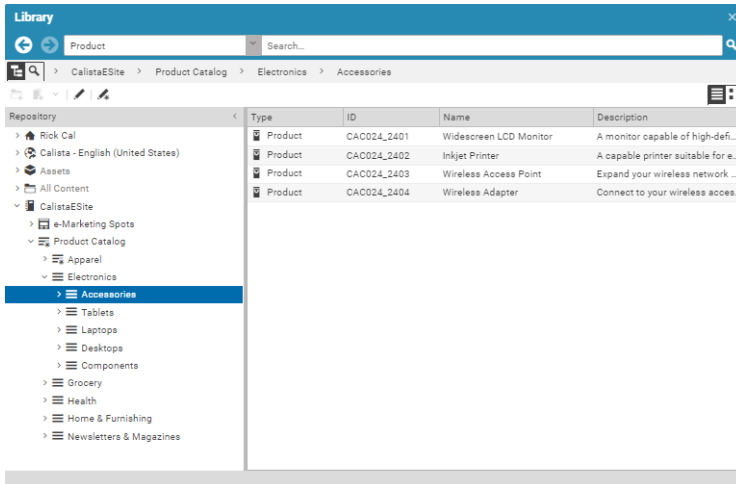 Library
Product
Search...
> CalistaESite > Product Catalog > Electronics > Accessories
Repository
Type ID Name Description
Rick Cal
Calista - English (United States)
Assets
All Content
CalistaESite
e-Marketing Spots
Product Catalog
Apparel
Electronics
Accessories
Tablets
Laptops
Desktops
Components
Grocery
Health
Home & Furnishing
Newsletters & Magazines
Product CAC024_2401 Widescreen LCD Monitor A monitor capable of high-defi...
Product CAC024_2402 Inkjet Printer A capable printer suitable for e...
Product CAC024_2403 Wireless Access Point Expand your wireless network ...
Product CAC024_2404 Wireless Adapter Connect to your wireless acces...